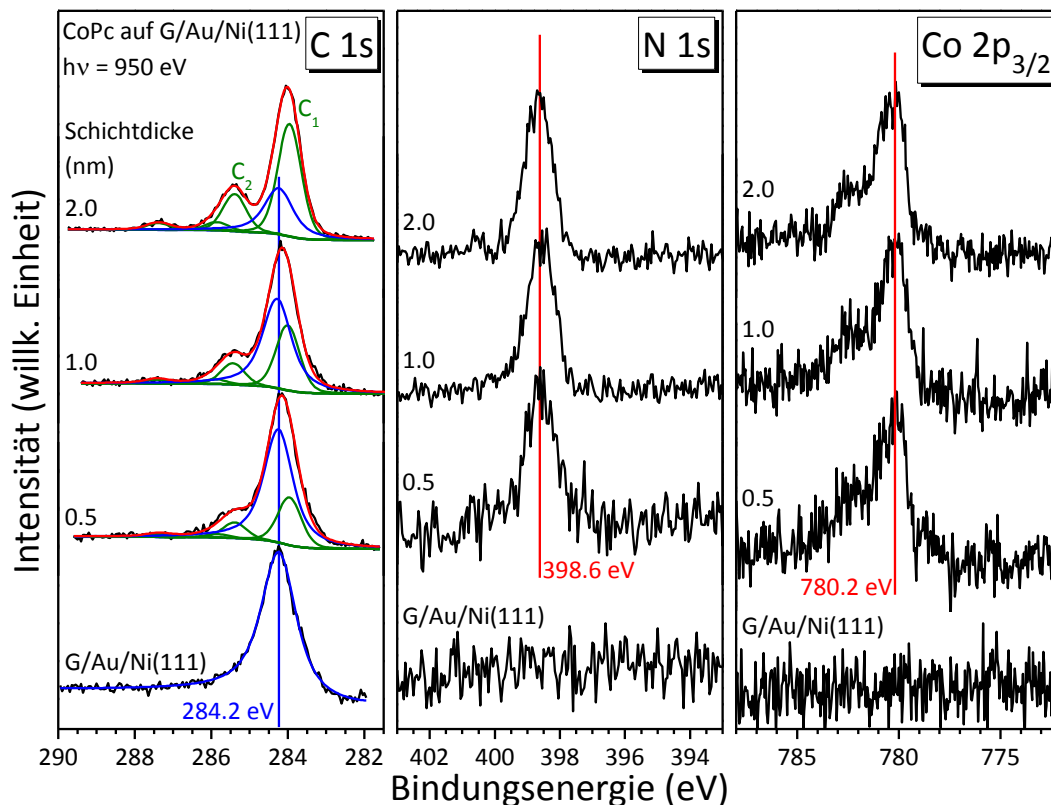 CoPc auf G/Au/Ni(111)
hν = 950 eV
C 1s
Schichtdicke
(nm)
C1
C2
2.0
1.0
0.5
G/Au/Ni(111)
284.2 eV
290 288 286 284 282
N 1s
2.0
1.0
0.5
398.6 eV
G/Au/Ni(111)
402 400 398 396 394
Co 2p3/2
2.0
1.0
0.5
780.2 eV
G/Au/Ni(111)
785 780 775
Intensität (willk. Einheit)
Bindungsenergie (eV)